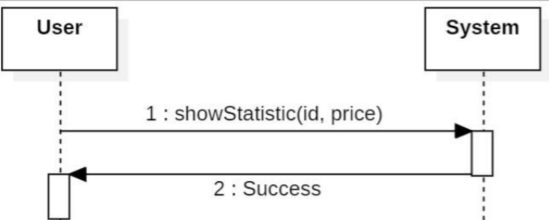 User
System
1 : showStatistic(id, price)
2 : Success